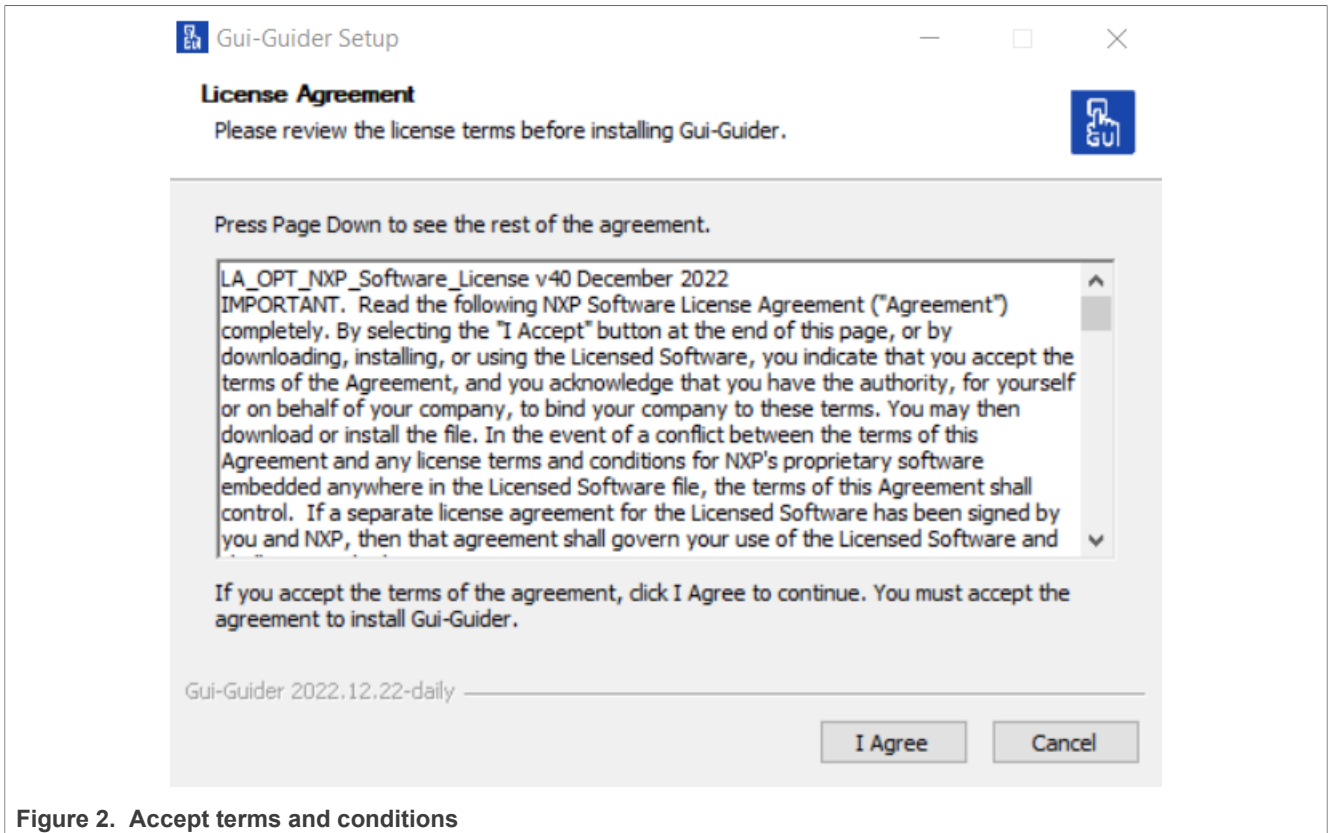 Gui-Guider Setup
License Agreement
Please review the license terms before installing Gui-Guider.
GUI
Press Page Down to see the rest of the agreement.
LA_OPT_NXP_Software_License v40 December 2022
IMPORTANT.  Read the following NXP Software License Agreement ("Agreement")
completely. By selecting the "I Accept" button at the end of this page, or by
downloading, installing, or using the Licensed Software, you indicate that you accept the
terms of the Agreement, and you acknowledge that you have the authority, for yourself
or on behalf of your company, to bind your company to these terms. You may then
download or install the file. In the event of a conflict between the terms of this
Agreement and any license terms and conditions for NXP's proprietary software
embedded anywhere in the Licensed Software file, the terms of this Agreement shall
control.  If a separate license agreement for the Licensed Software has been signed by
you and NXP, then that agreement shall govern your use of the Licensed Software and
If you accept the terms of the agreement, click I Agree to continue. You must accept the
agreement to install Gui-Guider.
Gui-Guider 2022.12.22-daily
I Agree
Cancel
Figure 2.  Accept terms and conditions